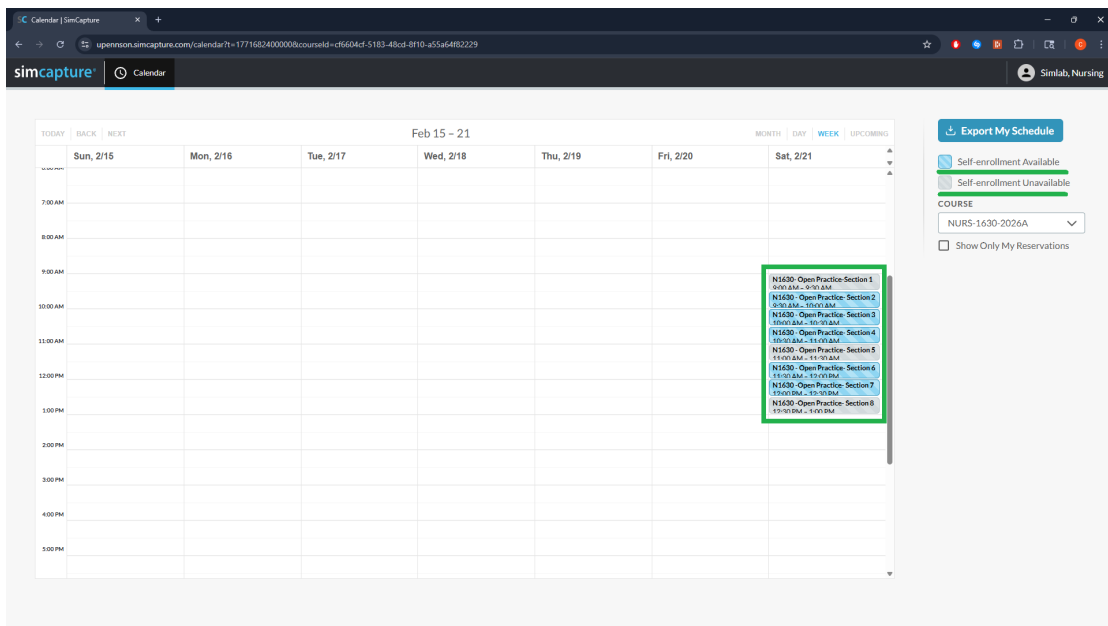 SC Calendar | SimCapture
upennson.simcapture.com/calendar?t=1771682400000&courseId=cf6604cf-5183-48cd-8f10-a55a64f82229
simcapture
Calendar
Simlab, Nursing
TODAY BACK NEXT
Feb 15 – 21
MONTH DAY WEEK UPCOMING
Export My Schedule
Sun, 2/15 Mon, 2/16 Tue, 2/17 Wed, 2/18 Thu, 2/19 Fri, 2/20 Sat, 2/21
Self-enrollment Available
Self-enrollment Unavailable
COURSE
NURS-1630-2026A
Show Only My Reservations
7:00 AM
8:00 AM
9:00 AM
N1630- Open Practice-Section 1
9:00 AM - 9:30 AM
N1630 - Open Practice- Section 2
9:30 AM - 10:00 AM
10:00 AM
N1630 - Open Practice- Section 3
10:00 AM - 10:30 AM
N1630 - Open Practice- Section 4
10:30 AM - 11:00 AM
11:00 AM
N1630 - Open Practice- Section 5
11:00 AM - 11:30 AM
N1630 - Open Practice- Section 6
11:30 AM - 12:00 PM
12:00 PM
N1630 -Open Practice- Section 7
12:00 PM - 12:30 PM
N1630 -Open Practice- Section 8
12:30 PM - 1:00 PM
1:00 PM
2:00 PM
3:00 PM
4:00 PM
5:00 PM